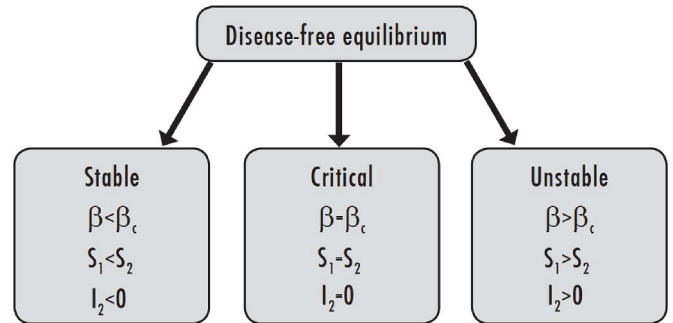 Disease-free equilibrium
Stable
β<βc
S1<S2
I2<0
Critical
β=βc
S1=S2
I2=0
Unstable
β>βc
S1>S2
I2>0